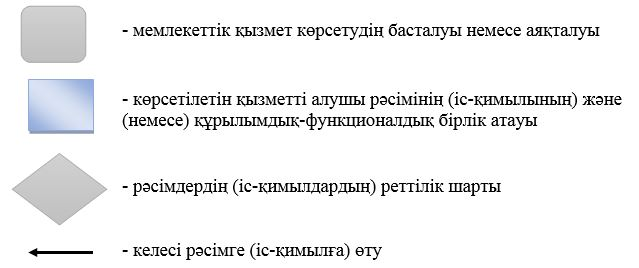 - мемлекеттік қызмет көрсетудің басталуы немесе аяқталуы
- көрсетілетін қызметті алушы рәсімінің (іс-қимылының) және
(немесе) құрылымдық-функционалдық бірлік атауы
- рәсімдердің (іс-қимылдардың) реттілік шарты
- келесі рәсімге (іс-қимылға) өту